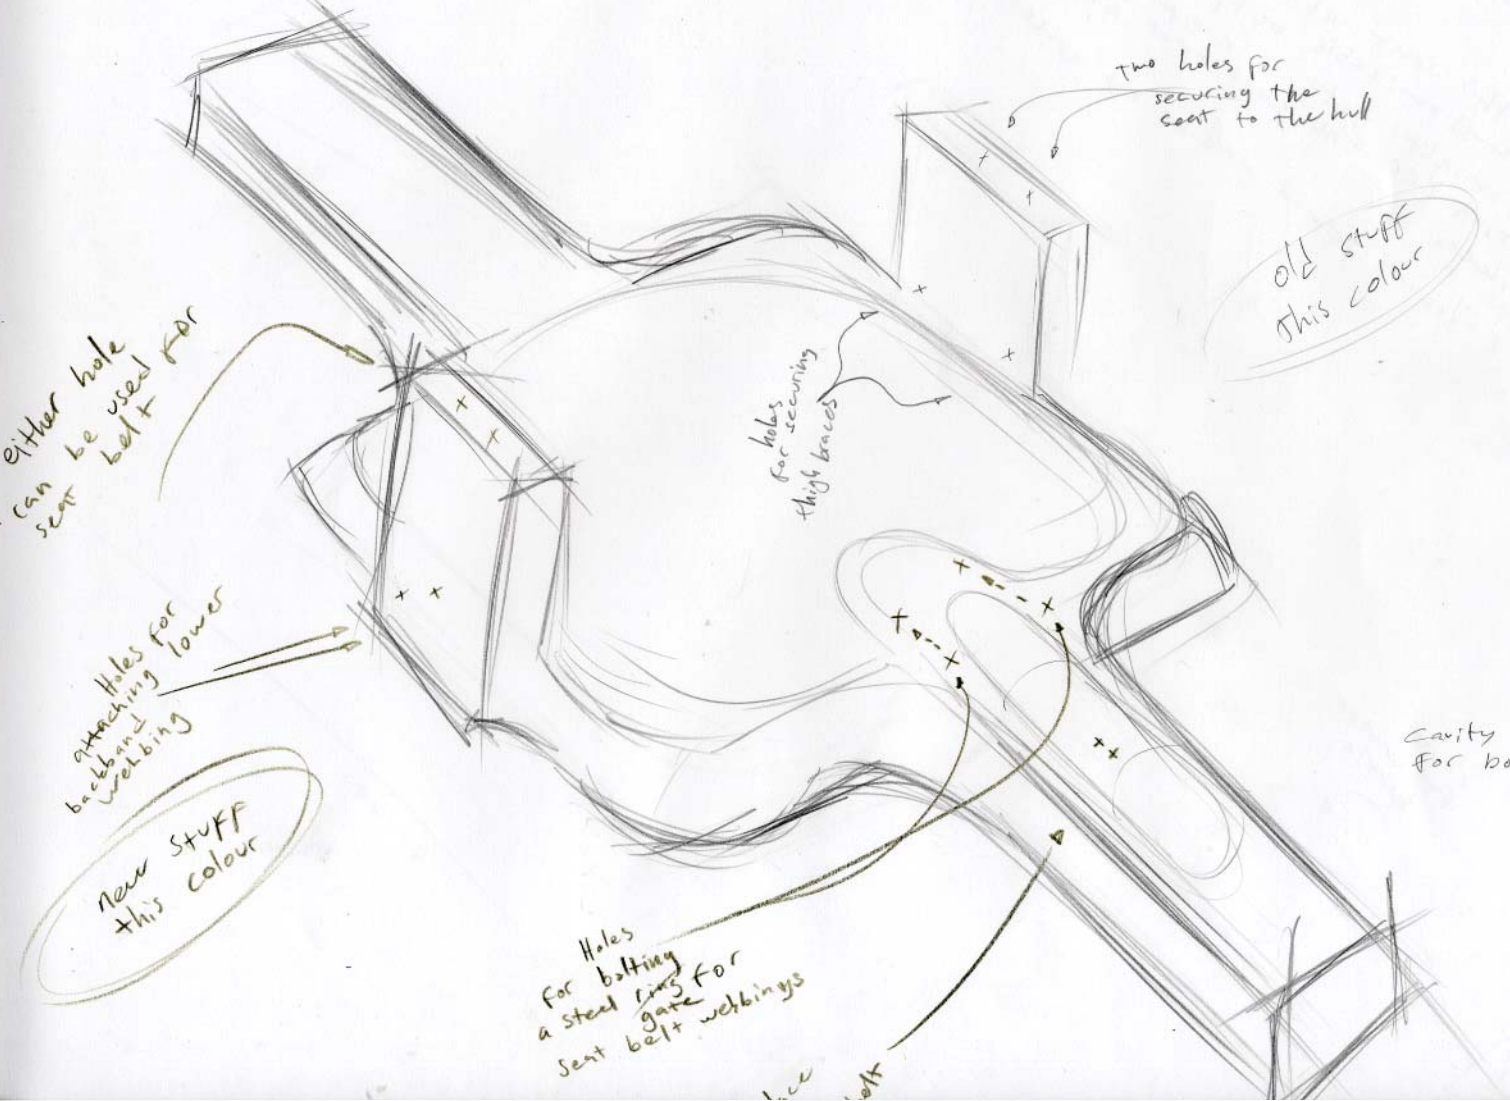 two holes for
securing the
seat to the hull
old stuff
this colour
either hole
can be used for
seat belt
holes
for securing
thigh braces
Holes for
attaching lower
backband
webbing
new stuff
this colour
Cavity
for bo
Holes
for bolting
a steel ring for
gate
seat belt webbings